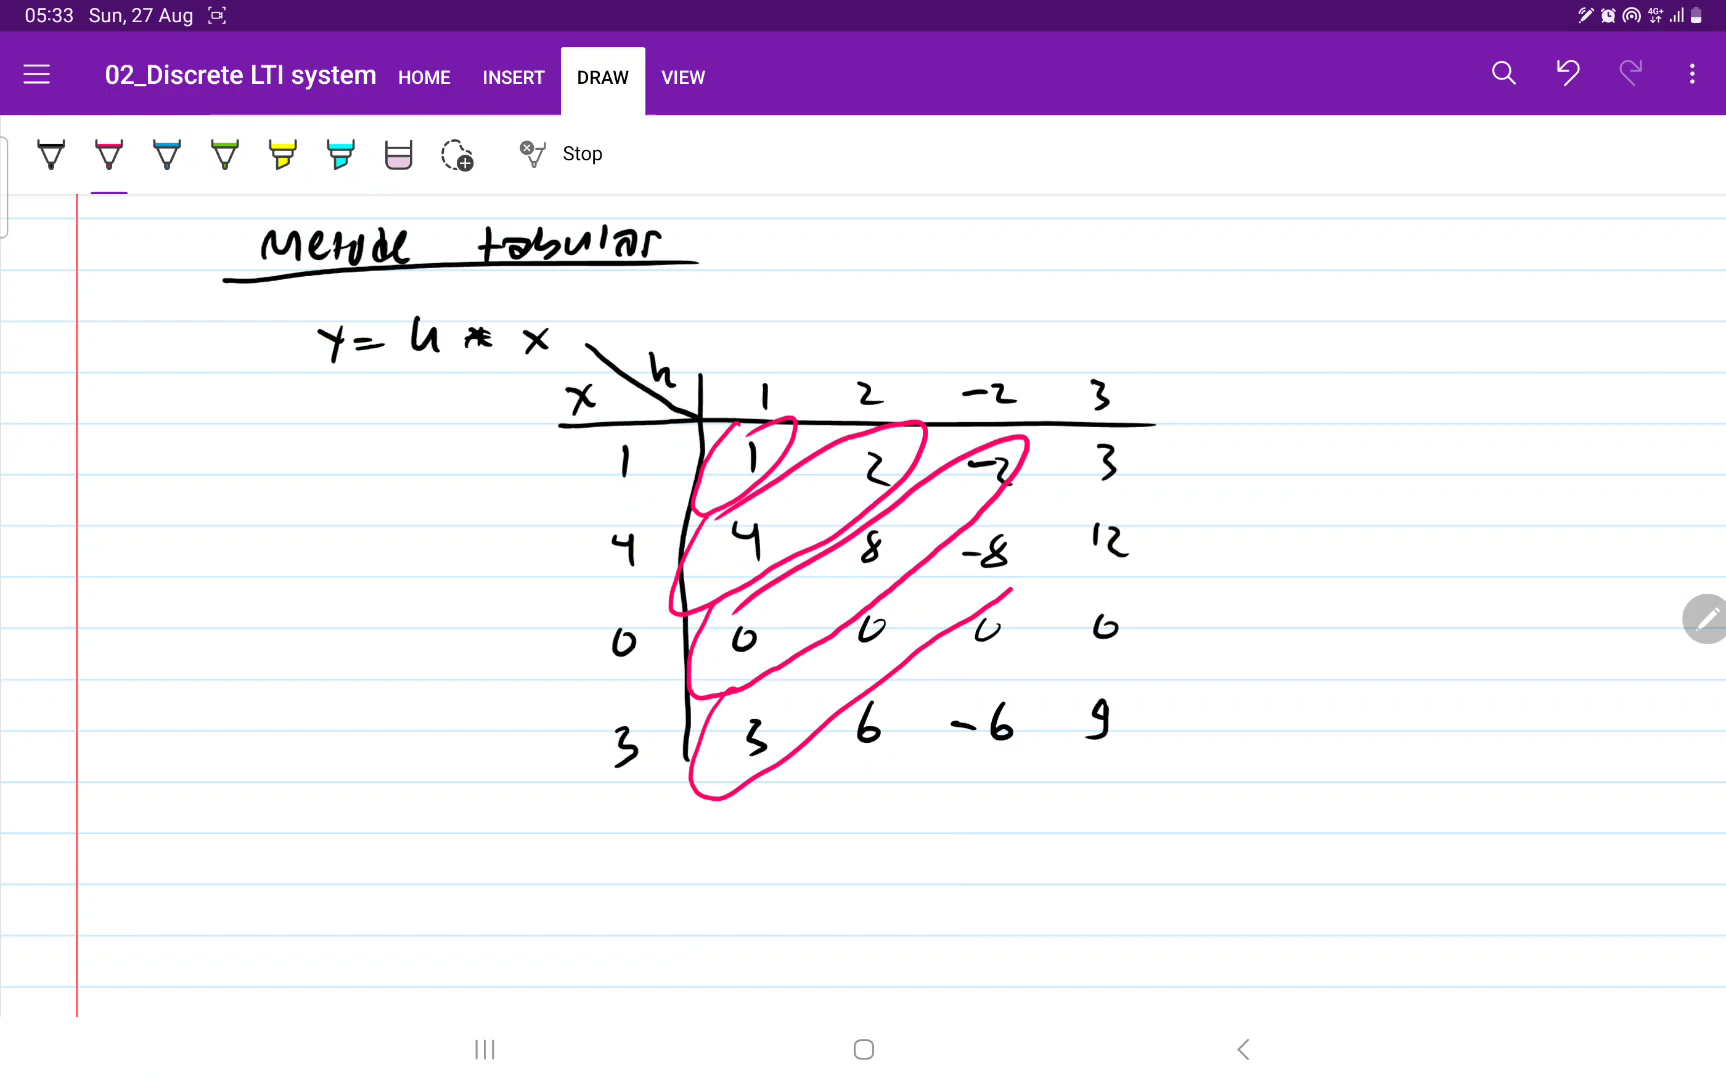 05:33 Sun, 27 Aug 4G+
02_Discrete LTI system HOME INSERT DRAW VIEW
Stop
Metode tabular
y = h * x
h
x 1 2 -2 3
1 1 2 -2 3
4 4 8 -8 12
0 0 0 0 0
3 3 6 -6 9